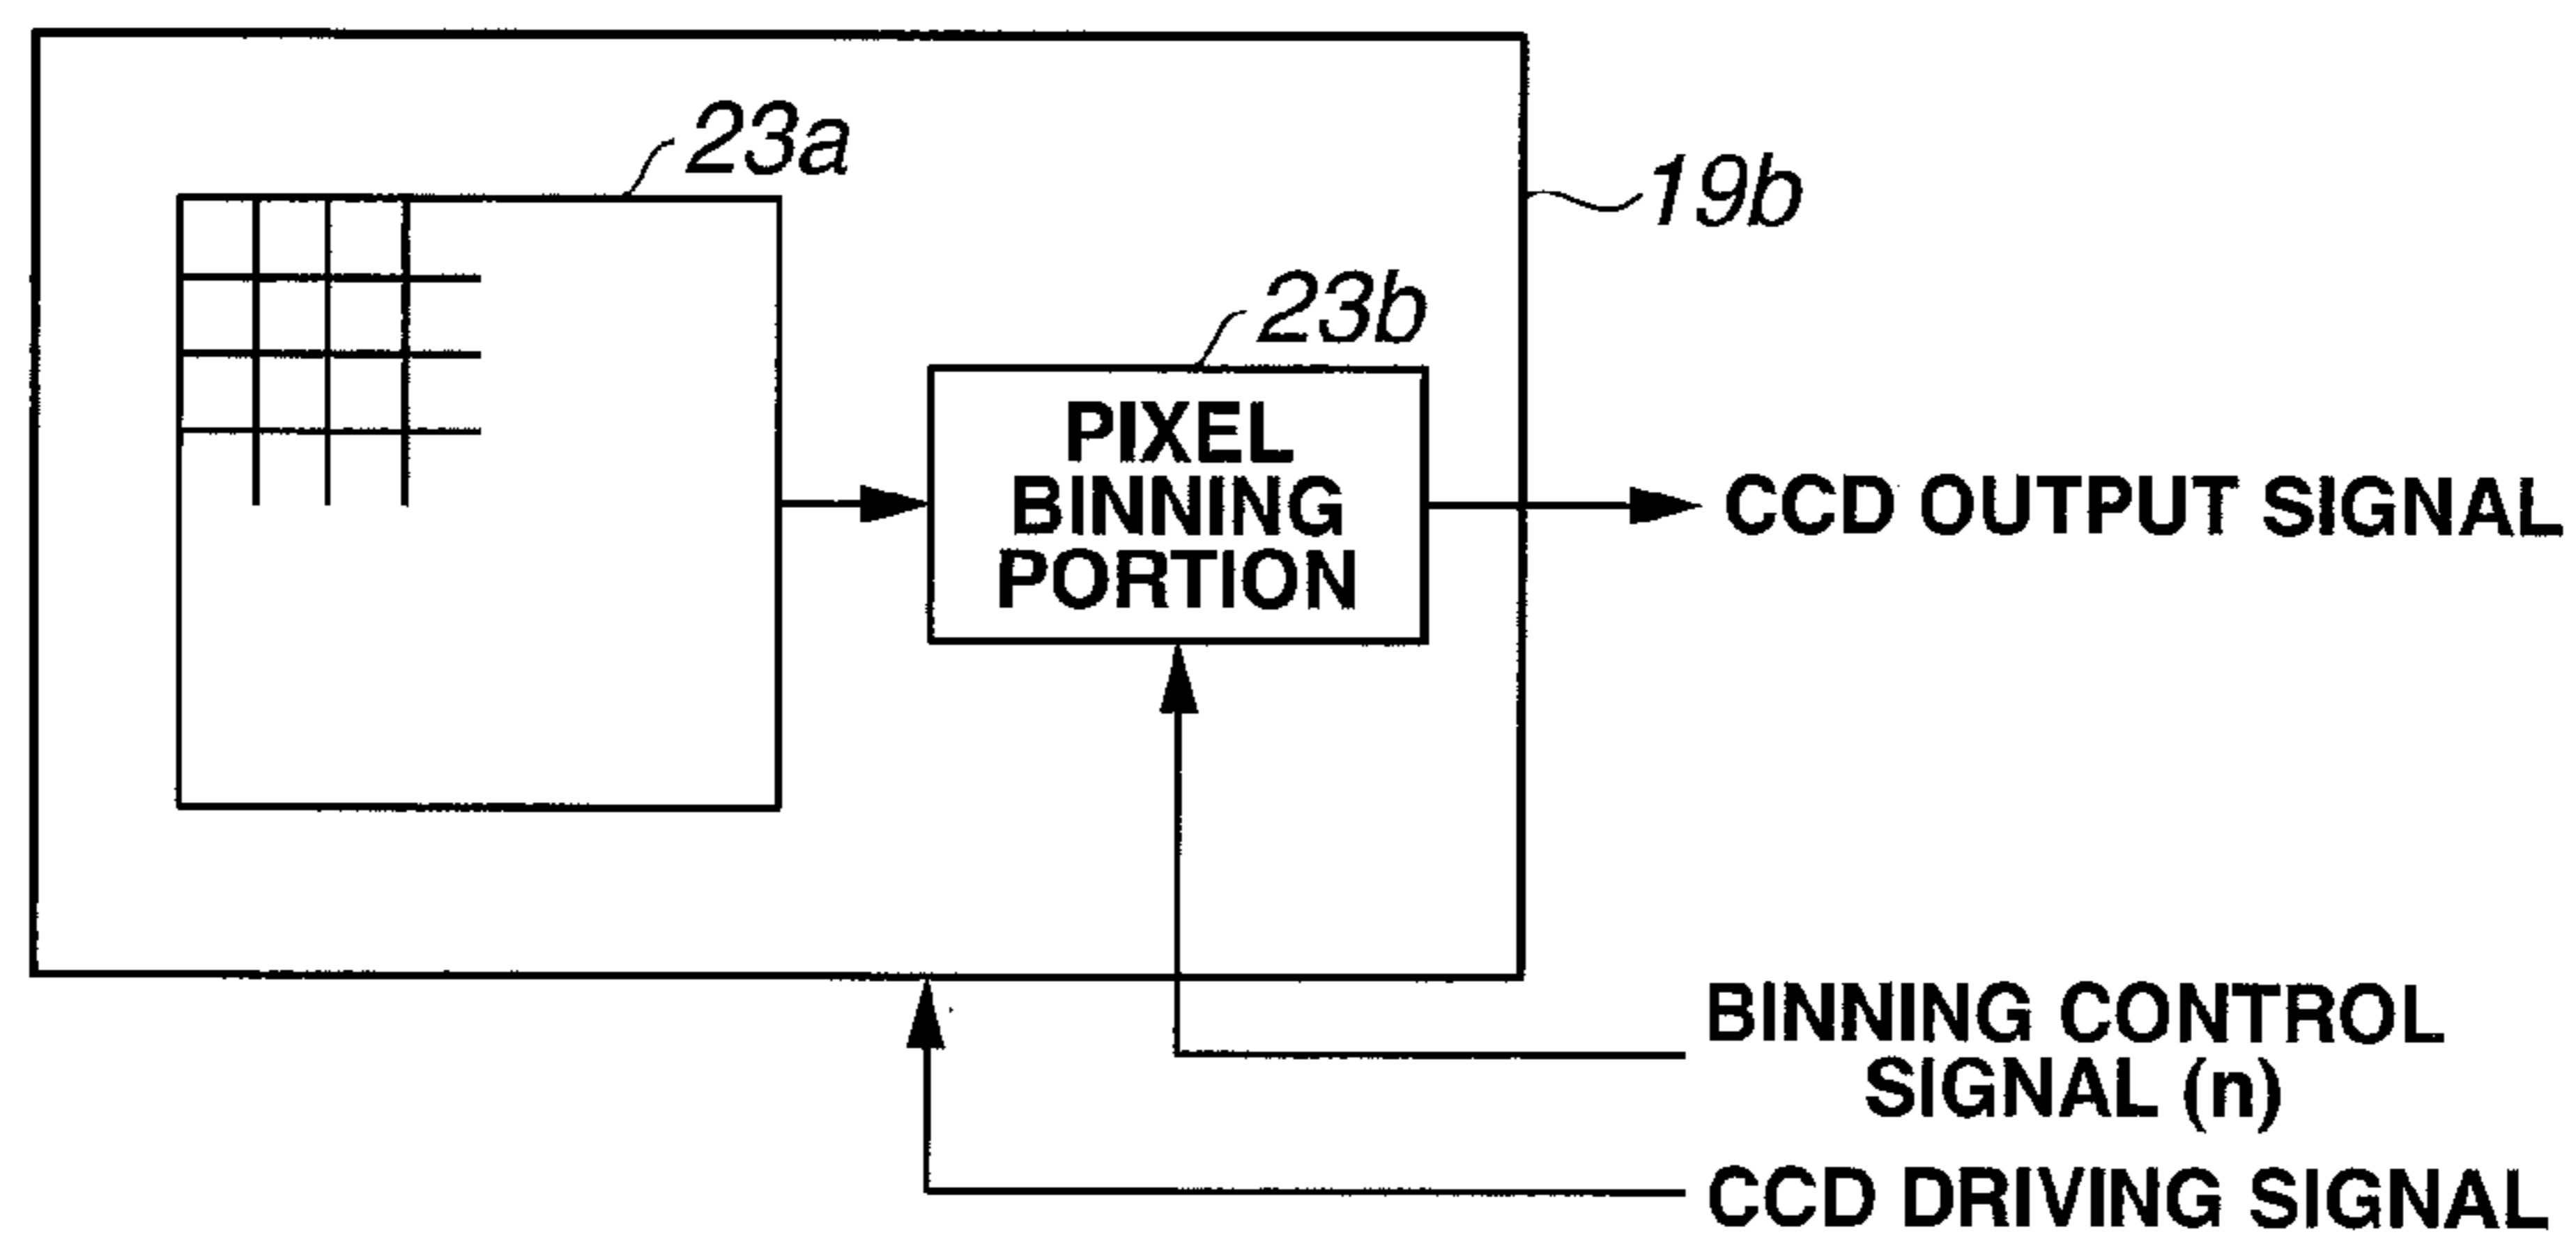 23a
19b
23b
PIXEL
BINNING
PORTION
CCD OUTPUT SIGNAL
BINNING CONTROL
SIGNAL (n)
CCD DRIVING SIGNAL